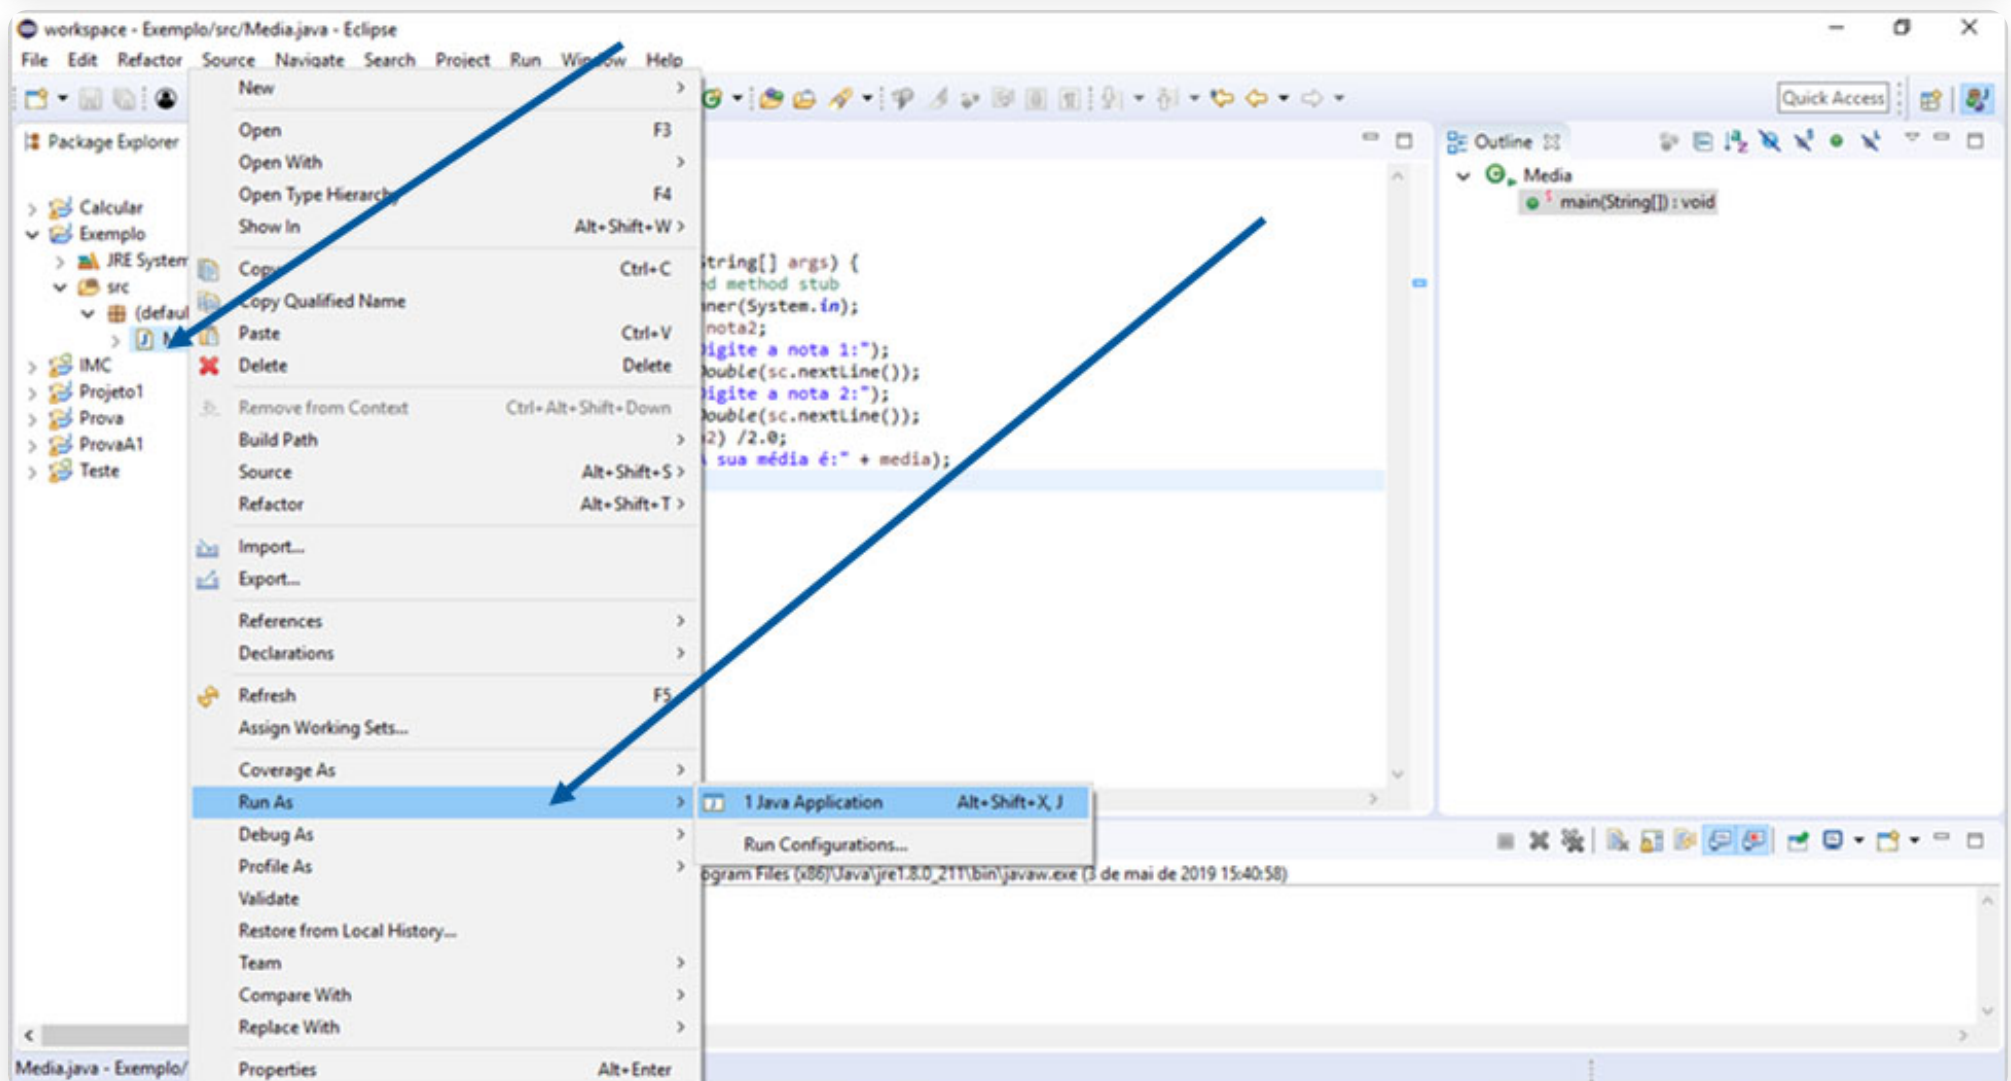 workspace - Exemplo/src/Media.java - Eclipse
File Edit Refactor Source Navigate Search Project Run Window Help
Quick Access
Package Explorer
Calcular
Exemplo
JRE System
src
(defaul
M
IMC
Projeto1
Prova
ProvaA1
Teste
New
Open F3
Open With
Open Type Hierarchy F4
Show In Alt+Shift+W
Copy Ctrl+C
Copy Qualified Name
Paste Ctrl+V
Delete Delete
Remove from Context Ctrl+Alt+Shift+Down
Build Path
Source Alt+Shift+S
Refactor Alt+Shift+T
Import...
Export...
References
Declarations
Refresh F5
Assign Working Sets...
Coverage As
Run As
Debug As
Profile As
Validate
Restore from Local History...
Team
Compare With
Replace With
Properties Alt+Enter
1 Java Application Alt+Shift+X, J
Run Configurations...
tring[] args) {
d method stub
nner(System.in);
nota2;
igite a nota 1:");
Double(sc.nextLine());
igite a nota 2:");
Double(sc.nextLine());
2) /2.0;
sua média é:" + media);
Outline
Media
main(String[]) : void
ogram Files (x86)\Java\jre1.8.0_211\bin\javaw.exe (3 de mai de 2019 15:40:58)
Media.java - Exemplo/